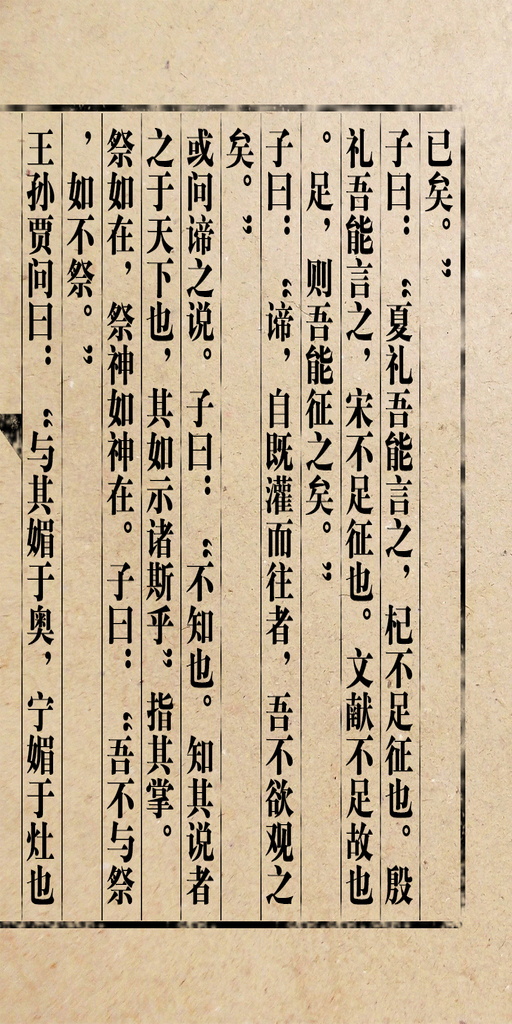 已矣。”
子曰：“夏礼吾能言之，杞不足征也。殷
礼吾能言之，宋不足征也。文献不足故也
。足，则吾能征之矣。”
子曰：“谛，自既灌而往者，吾不欲观之
矣。”
或问谛之说。子曰：“不知也。知其说者
之于天下也，其如示诸斯乎”指其掌。
祭如在，祭神如神在。子曰：“吾不与祭
，如不祭。”
王孙贾问曰：“与其媚于奥，宁媚于灶也